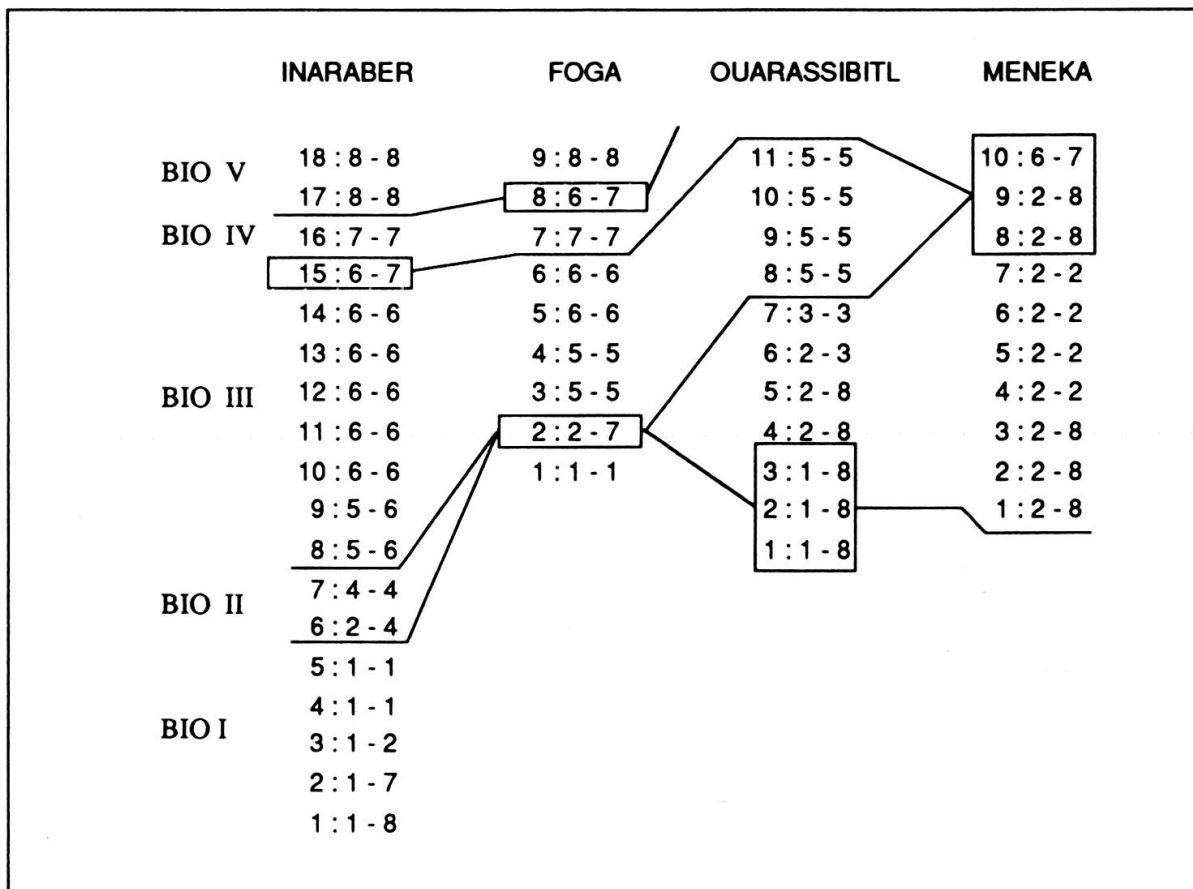 INARABER FOGA OUARASSIBITL MENEKA
BIO V 18 : 8 - 8 9 : 8 - 8 11 : 5 - 5 10 : 6 - 7
17 : 8 - 8 8 : 6 - 7 10 : 5 - 5 9 : 2 - 8
BIO IV 16 : 7 - 7 7 : 7 - 7 9 : 5 - 5 8 : 2 - 8
15 : 6 - 7 6 : 6 - 6 8 : 5 - 5 7 : 2 - 2
14 : 6 - 6 5 : 6 - 6 7 : 3 - 3 6 : 2 - 2
13 : 6 - 6 4 : 5 - 5 6 : 2 - 3 5 : 2 - 2
BIO III 12 : 6 - 6 3 : 5 - 5 5 : 2 - 8 4 : 2 - 2
11 : 6 - 6 2 : 2 - 7 4 : 2 - 8 3 : 2 - 8
10 : 6 - 6 1 : 1 - 1 3 : 1 - 8 2 : 2 - 8
9 : 5 - 6 2 : 1 - 8 1 : 2 - 8
8 : 5 - 6 1 : 1 - 8
BIO II 7 : 4 - 4
6 : 2 - 4
5 : 1 - 1
BIO I 4 : 1 - 1
3 : 1 - 2
2 : 1 - 7
1 : 1 - 8